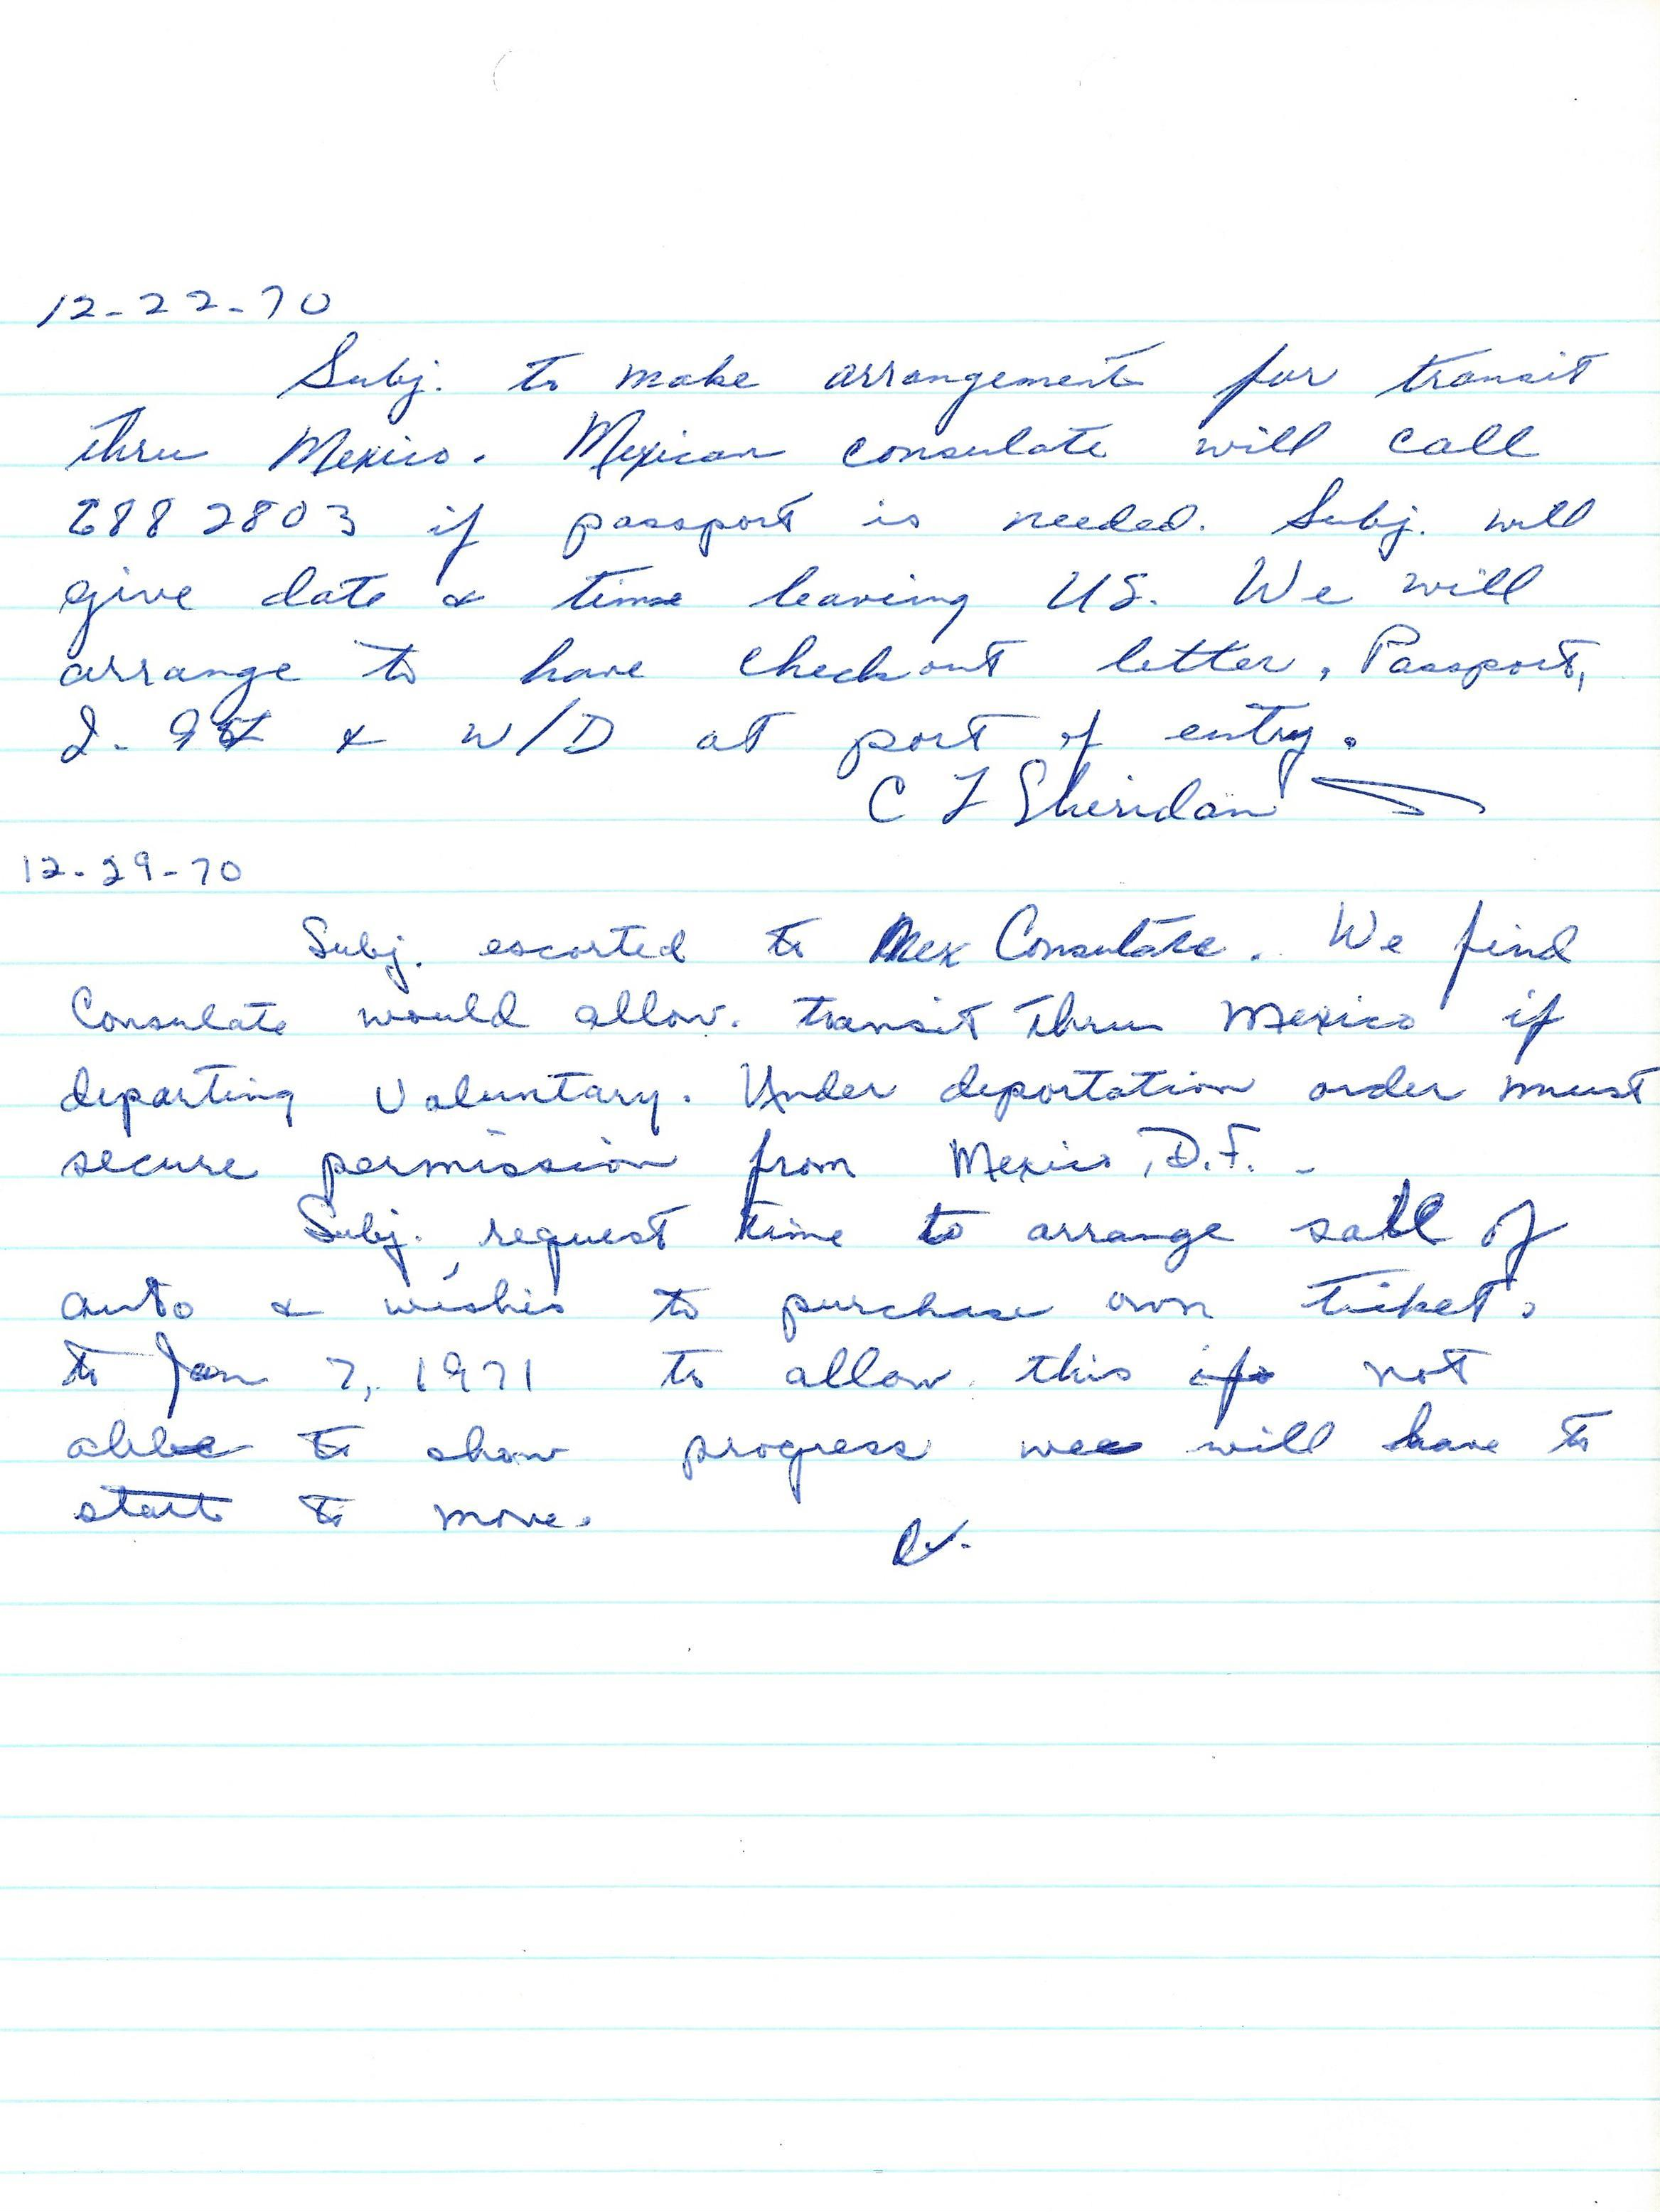 12-22-70
Subj. to make arrangements for transit
thru Mexico. Mexican consulate will call
688 2803 if passport is needed. Subj. will
give date & time leaving US. We will
arrange to have checkout letter, Passport,
I- & W/D at port of entry.
C L Sheridan
12-29-70
Subj. escorted to Mex Consulate. We find
Consulate would allow. transit thru Mexico if
departing voluntary. Under deportation order must
secure permission from Mexico, D.F. -
Subj. request time to arrange sale of
auto & wishes to purchase own ticket.
to Jan 7, 1971 to allow this if not
able to show progress we will have to
start to move.